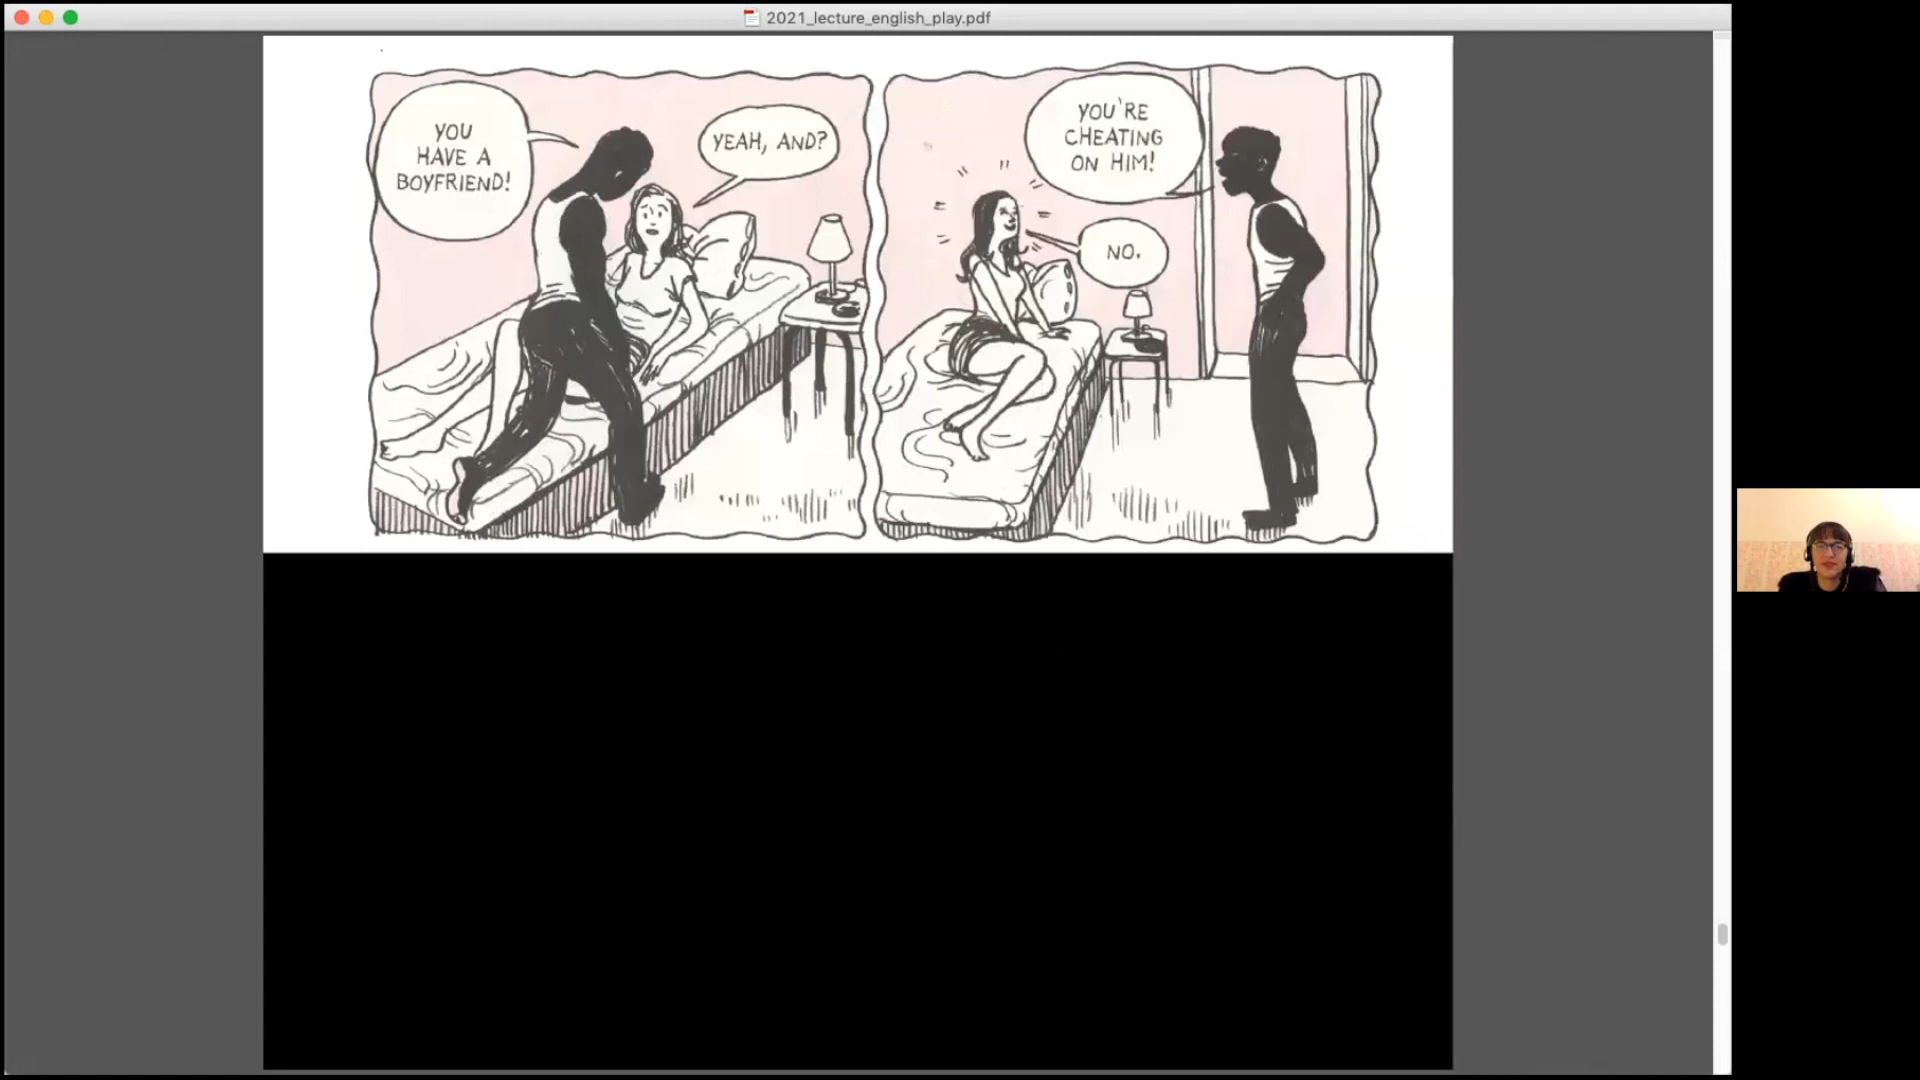 2021_lecture_english_play.pdf
YOU
HAVE A
BOYFRIEND!
YEAH, AND?
YOU'RE
CHEATING
ON HIM!
NO.